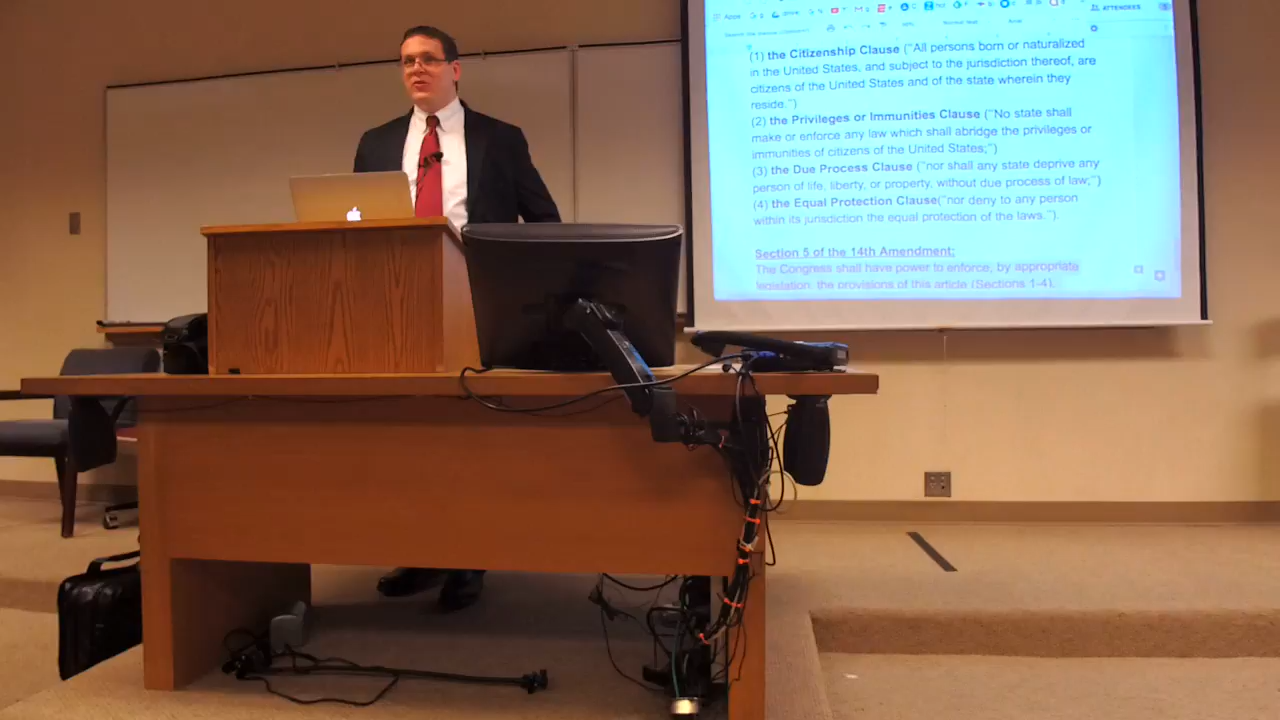 Apps
ATTENDEES
Normal text
Arial
(1) the Citizenship Clause ("All persons born or naturalized
in the United States, and subject to the jurisdiction thereof, are
citizens of the United States and of the state wherein they
reside.")
(2) the Privileges or Immunities Clause ("No state shall
make or enforce any law which shall abridge the privileges or
immunities of citizens of the United States;")
(3) the Due Process Clause ("nor shall any state deprive any
person of life, liberty, or property, without due process of law;")
(4) the Equal Protection Clause("nor deny to any person
within its jurisdiction the equal protection of the laws.").
Section 5 of the 14th Amendment:
The Congress shall have power to enforce, by appropriate
legislation, the provisions of this article (Sections 1-4).